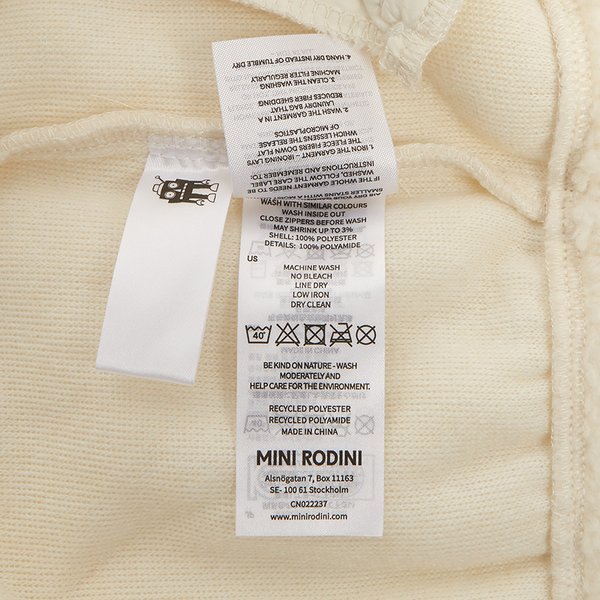 4. HANG DRY INSTEAD OF TUMBLE DRY
MACHINE FILTER REGULARLY
3. CLEAN THE WASHING
REDUCES FIBER SHEDDING
LAUNDRY BAG THAT
2. WASH THE GARMENT IN A
OF MICROPLASTICS
WHICH LESSENS THE RELEASE
THE FLEECE FIBERS DOWN FLAT
1. IRON THE GARMENT – IRONING LAYS
AND INSTRUCTIONS.
WASHED, FOLLOW THE CARE LABEL
IF THE WHOLE GARMENT NEEDS TO BE
SMALLER STAINS WITH A
WASH WITH SIMILAR COLOURS
WASH INSIDE OUT
CLOSE ZIPPERS BEFORE WASH
MAY SHRINK UP TO 3%
SHELL: 100% POLYESTER
DETAILS: 100% POLYAMIDE
US
MACHINE WASH
NO BLEACH
LINE DRY
LOW IRON
DRY CLEAN
40°
BE KIND ON NATURE - WASH
MODERATELY AND
HELP CARE FOR THE ENVIRONMENT.
RECYCLED POLYESTER
RECYCLED POLYAMIDE
MADE IN CHINA
MINI RODINI
Alsnögatan 7, Box 11163
SE- 100 61 Stockholm
CN022237
www.minirodini.com